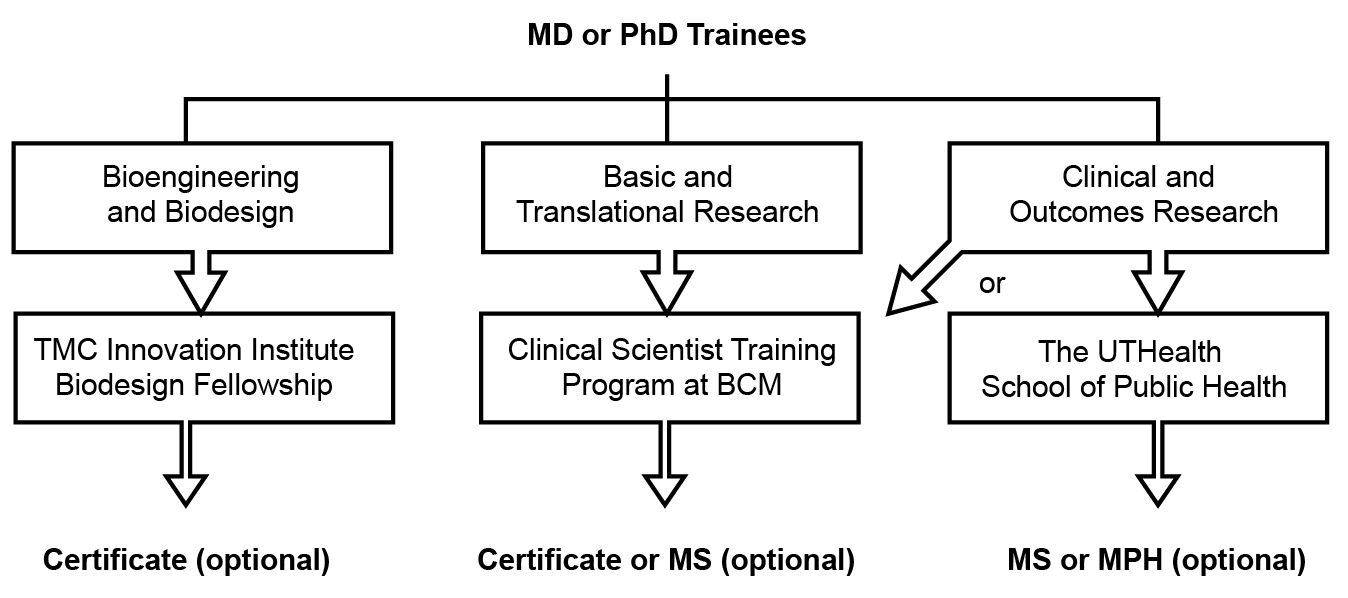 MD or PhD Trainees
Bioengineering
and Biodesign
Basic and
Translational Research
Clinical and
Outcomes Research
or
TMC Innovation Institute
Biodesign Fellowship
Clinical Scientist Training
Program at BCM
The UTHealth
School of Public Health
Certificate (optional)
Certificate or MS (optional)
MS or MPH (optional)